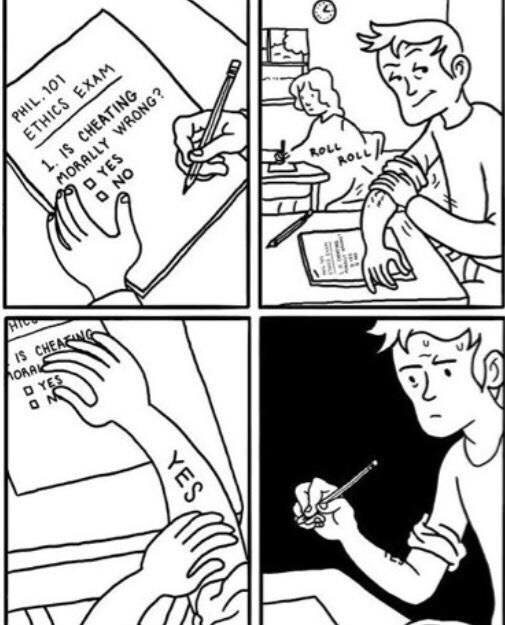 PHIL. 101
ETHICS EXAM
1. IS CHEATING
MORALLY WRONG?
YES
NO
ROLL
ROLL
IS CHEATING
YES
YES